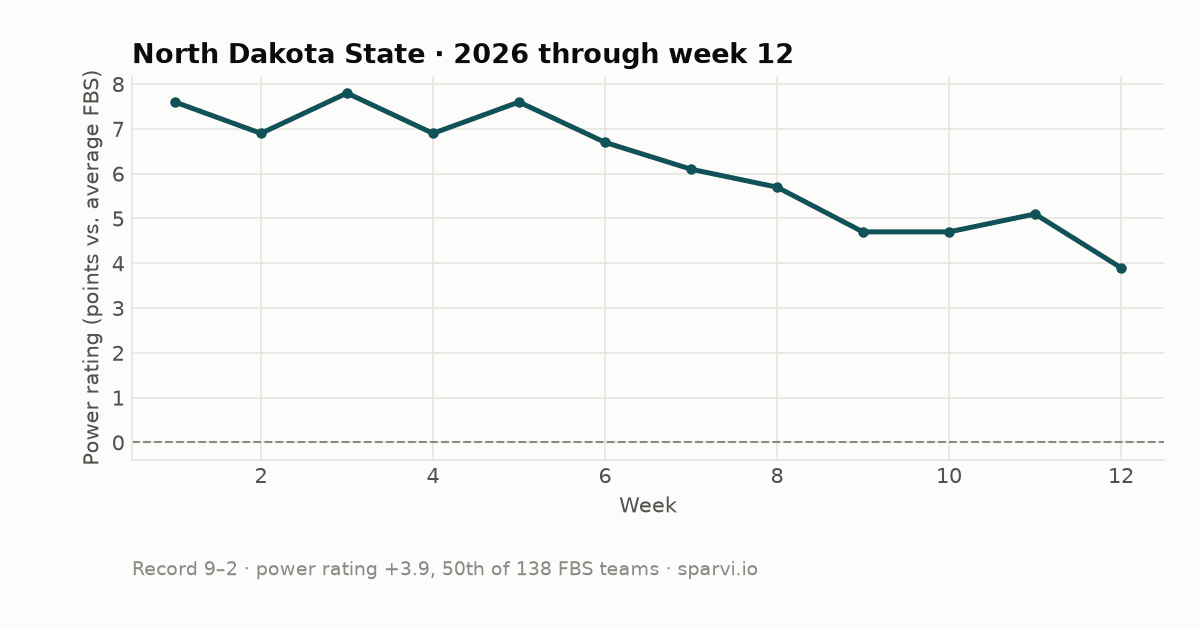 North Dakota State · 2026 through week 12
Power rating (points vs. average FBS)
8
7
6
5
4
3
2
1
0
2 4 6 8 10 12
Week
Record 9–2 · power rating +3.9, 50th of 138 FBS teams · sparvi.io